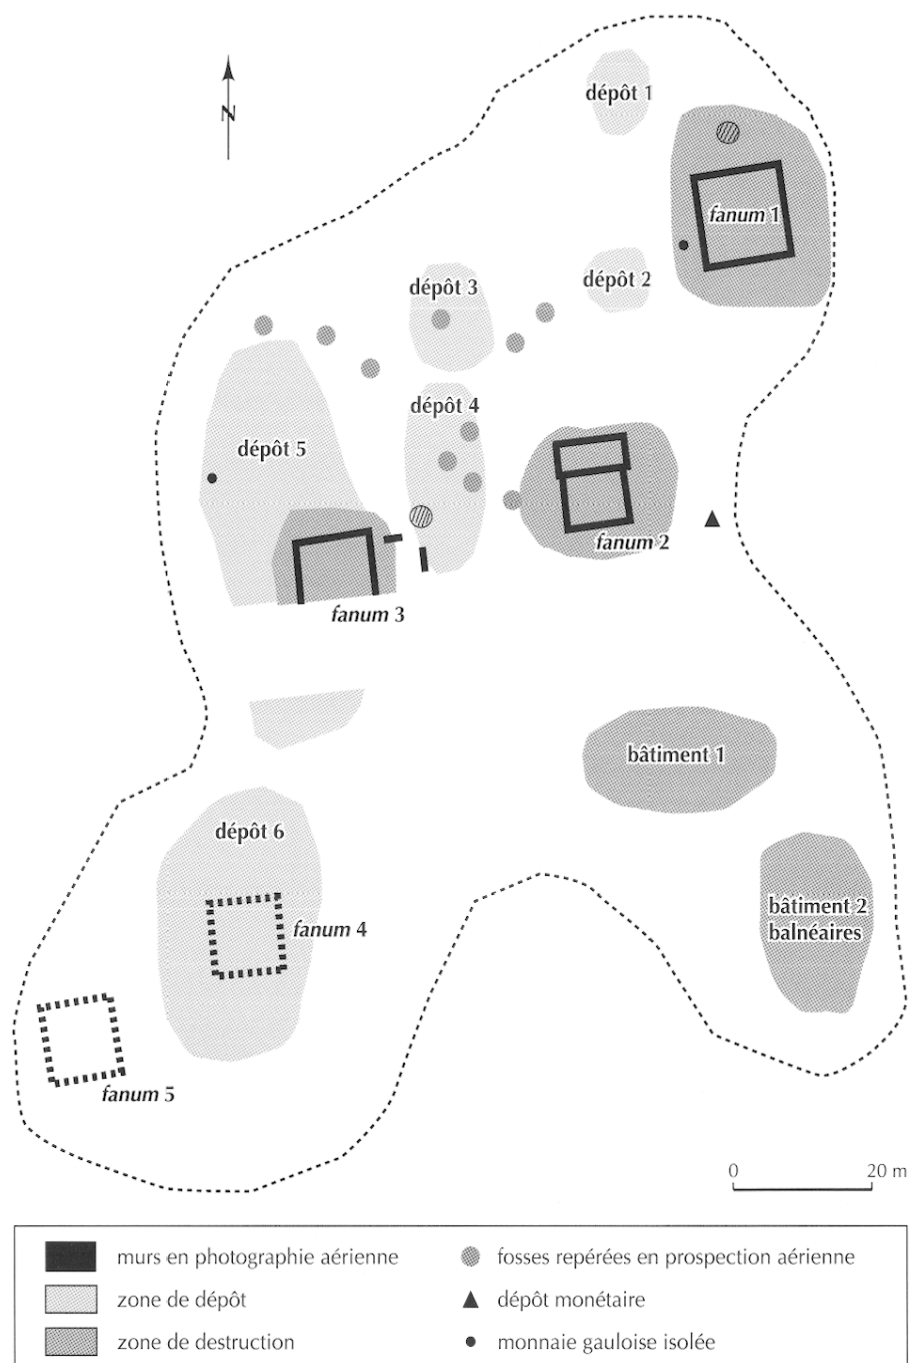 N
dépôt 1
fanum 1
dépôt 2
dépôt 3
dépôt 4
dépôt 5
fanum 2
fanum 3
bâtiment 1
dépôt 6
bâtiment 2
balnéaires
fanum 4
fanum 5
0 20 m
murs en photographie aérienne
zone de dépôt
zone de destruction
fosses repérées en prospection aérienne
dépôt monétaire
monnaie gauloise isolée